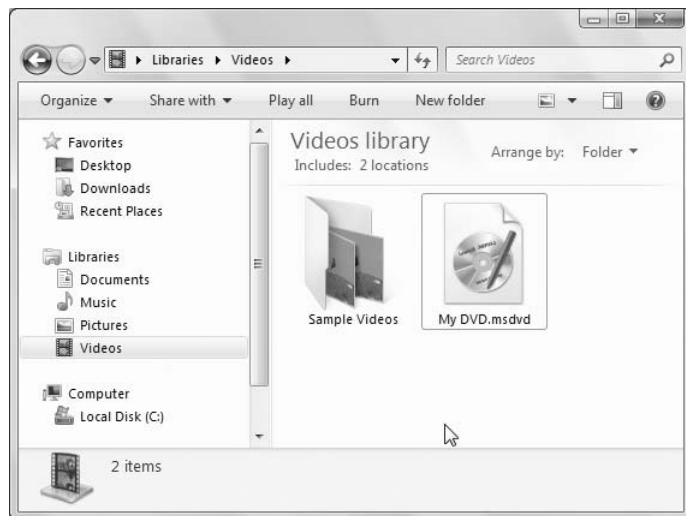 Libraries Videos
Search Videos
Organize Share with Play all Burn New folder
Favorites
Desktop
Downloads
Recent Places
Libraries
Documents
Music
Pictures
Videos
Computer
Local Disk (C:)
Videos library
Includes: 2 locations
Arrange by: Folder
Sample Videos
My DVD.msdvd
2 items